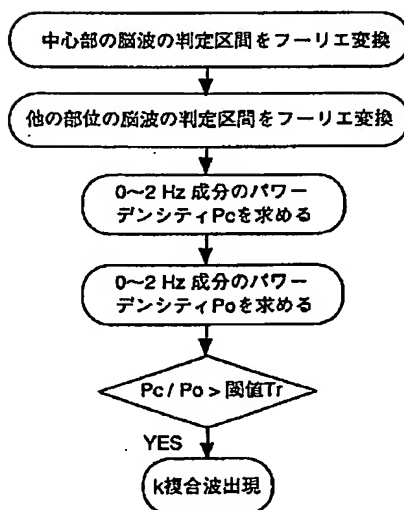 中心部の脳波の判定区間をフーリエ変換
他の部位の脳波の判定区間をフーリエ変換
0〜2 Hz 成分のパワー
デンシティPcを求める
0〜2 Hz 成分のパワー
デンシティPoを求める
Pc / Po > 閾値Tr
YES
k複合波出現